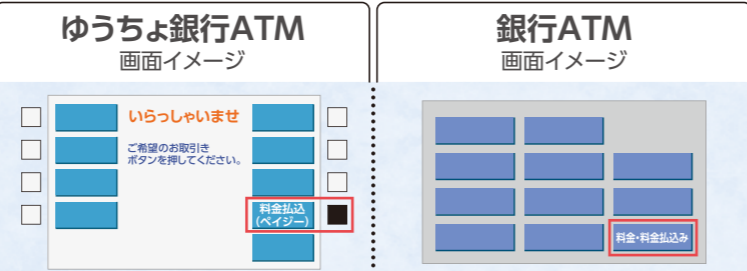 ゆうちょ銀行ATM
画面イメージ
いらっしゃいませ
ご希望のお取引き
ボタンを押してください。
料金払込
(ペイジー)
銀行ATM
画面イメージ
料金・料金払込み